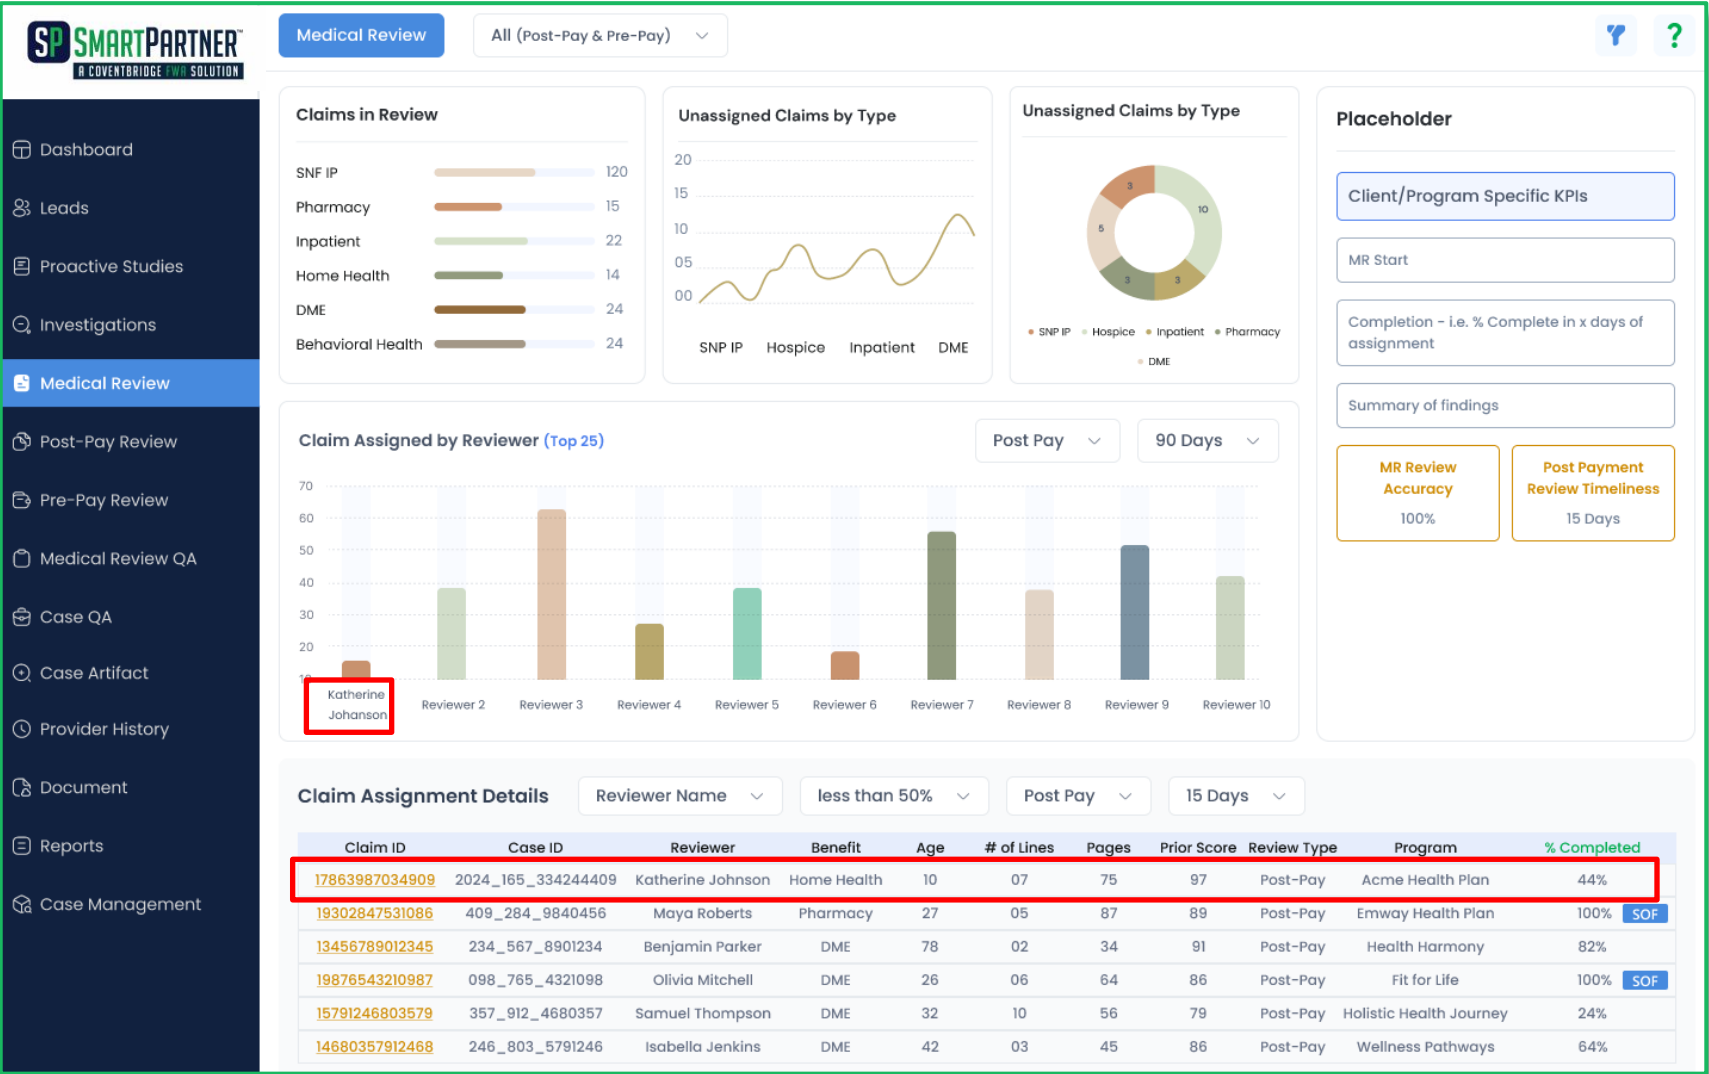 SP SMARTPARTNER™
A COVENTBRIDGE FWA SOLUTION
Dashboard
Leads
Proactive Studies
Investigations
Medical Review
Post-Pay Review
Pre-Pay Review
Medical Review QA
Case QA
Case Artifact
Provider History
Document
Reports
Case Management
Medical Review
All (Post-Pay & Pre-Pay)
?
Claims in Review
SNF IP 120
Pharmacy 15
Inpatient 22
Home Health 14
DME 24
Behavioral Health 24
Unassigned Claims by Type
20
15
10
05
00
SNP IP Hospice Inpatient DME
Unassigned Claims by Type
3
10
5
3
3
SNP IP Hospice Inpatient Pharmacy
DME
Placeholder
Client/Program Specific KPIs
MR Start
Completion - i.e. % Complete in x days of
assignment
Summary of findings
MR Review
Accuracy
100%
Post Payment
Review Timeliness
15 Days
Claim Assigned by Reviewer (Top 25)
Post Pay
90 Days
70
60
50
40
30
20
Katherine
Johanson
Reviewer 2 Reviewer 3 Reviewer 4 Reviewer 5 Reviewer 6 Reviewer 7 Reviewer 8 Reviewer 9 Reviewer 10
Claim Assignment Details Reviewer Name less than 50% Post Pay 15 Days
Claim ID Case ID Reviewer Benefit Age # of Lines Pages Prior Score Review Type Program % Completed
17863987034909 2024_165_334244409 Katherine Johnson Home Health 10 07 75 97 Post-Pay Acme Health Plan 44%
19302847531086 409_284_9840456 Maya Roberts Pharmacy 27 05 87 89 Post-Pay Emway Health Plan 100% SOF
13456789012345 234_567_8901234 Benjamin Parker DME 78 02 34 91 Post-Pay Health Harmony 82%
19876543210987 098_765_4321098 Olivia Mitchell DME 26 06 64 86 Post-Pay Fit for Life 100% SOF
15791246803579 357_912_4680357 Samuel Thompson DME 32 10 56 79 Post-Pay Holistic Health Journey 24%
14680357912468 246_803_5791246 Isabella Jenkins DME 42 03 45 86 Post-Pay Wellness Pathways 64%